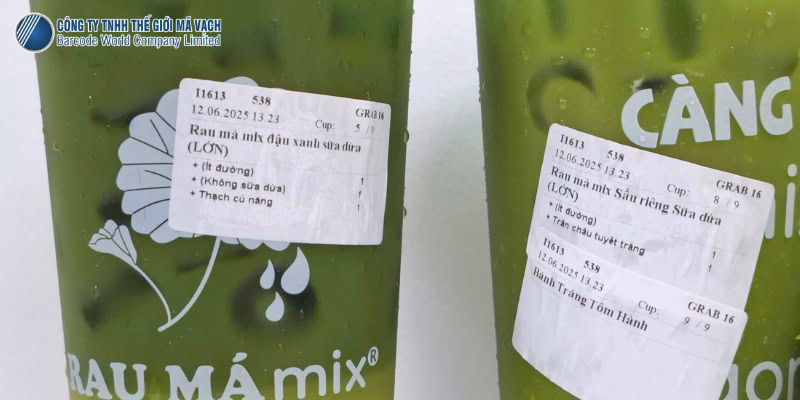 CÔNG TY TNHH THẾ GIỚI MÃ VẠCH
Barcode World Company Limited
I1613 538 GRAB 16
12.06.2025 13.23 Cup: 5 / 9
Rau má mix đậu xanh sữa dừa
(LỚN)
+ (Ít đường) 1
+ (Không sữa dừa) 1
+ Thạch củ năng 1
RAU MÁ mix®
CÀNG
I1613 538 GRAB 16
12.06.2025 13.23 Cup: 8 / 9
Rau má mix Sầu riêng Sữa dừa
(LỚN)
+ (Ít đường) 1
+ Trân châu tuyết trắng 1
I1613 538 GRAB 16
12.06.2025 13.23 Cup: 9 / 9
Bánh Tráng Tôm Hành